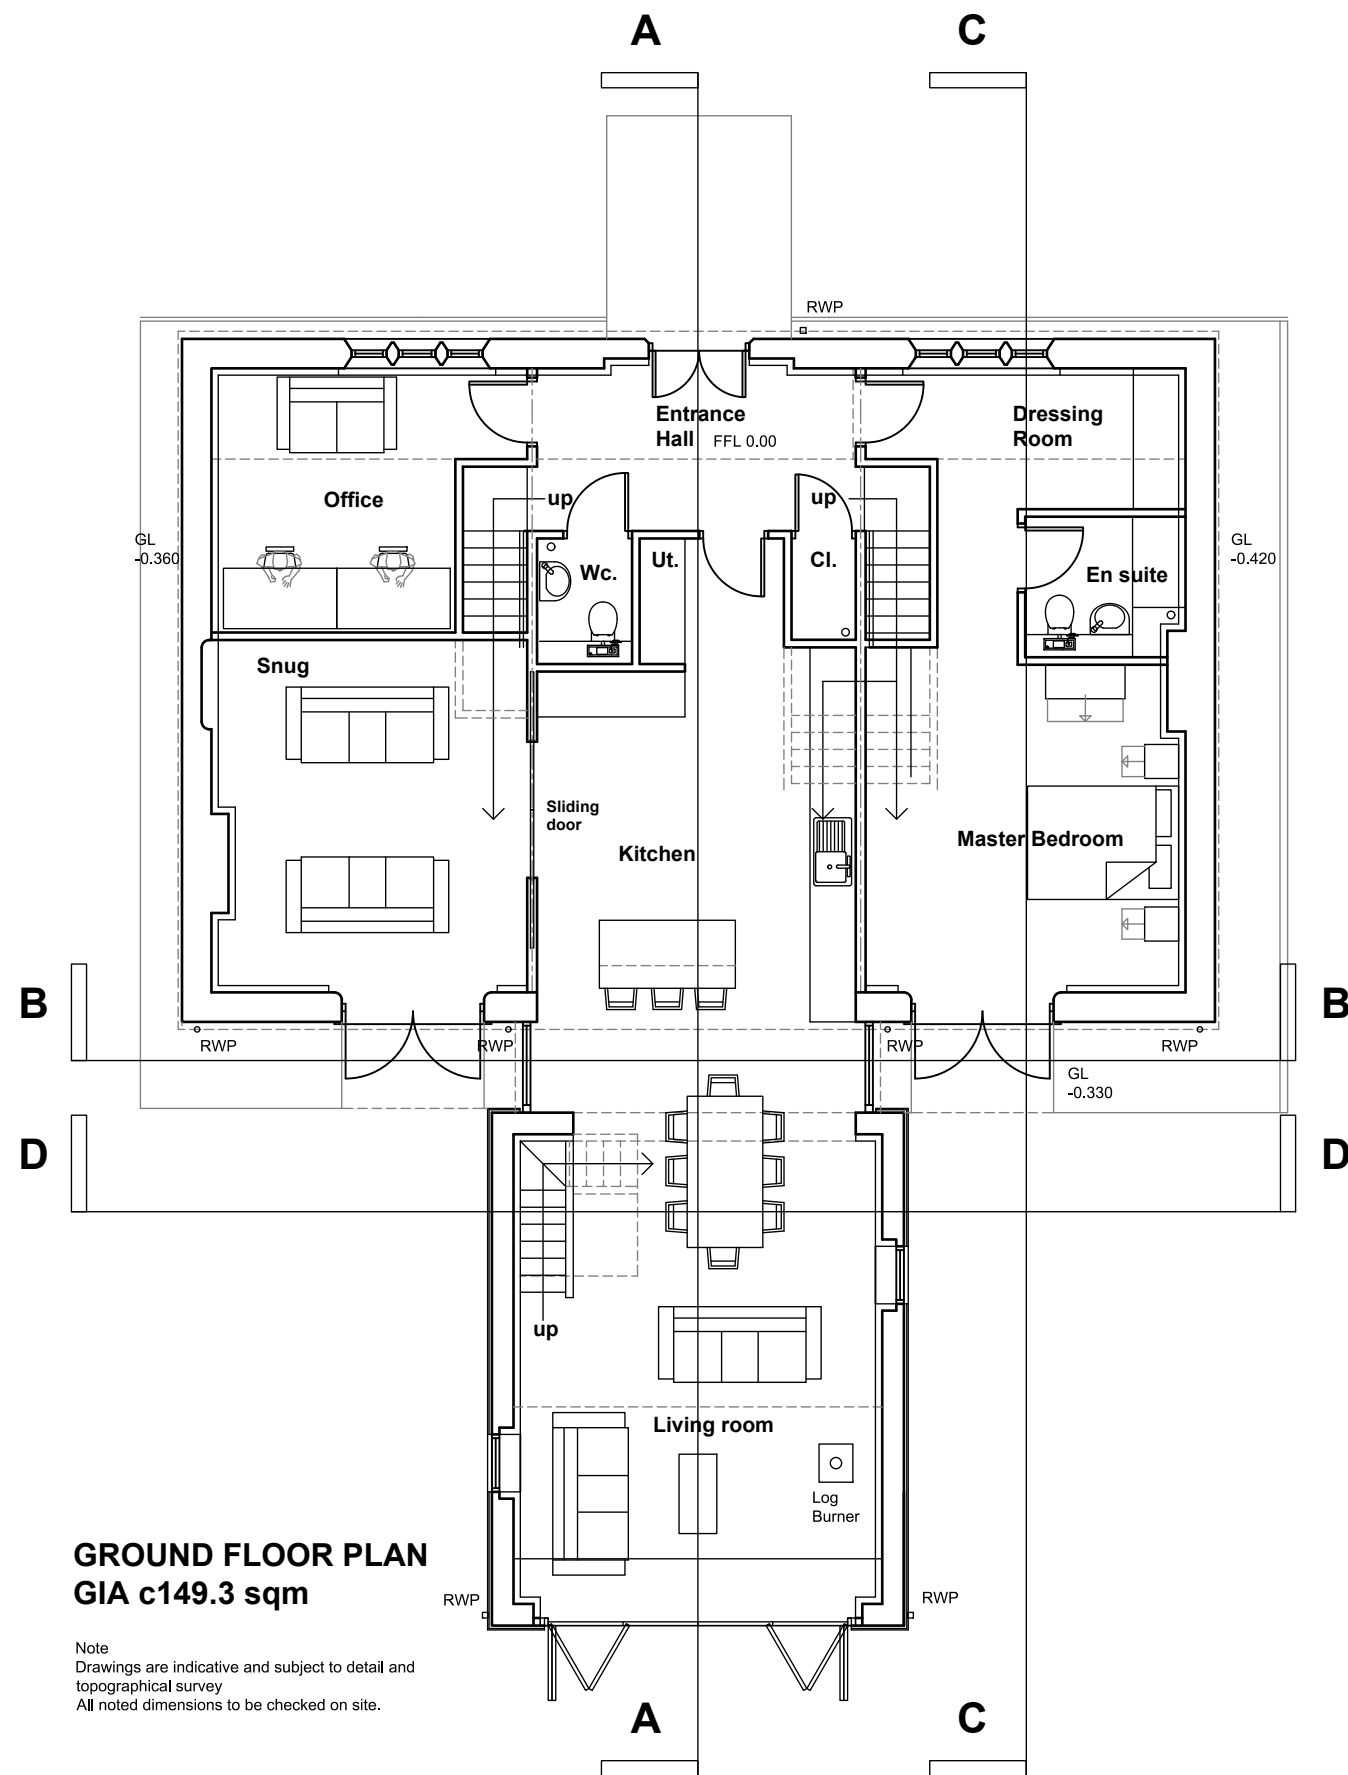 A
C
RWP
Entrance
Hall
FFL 0.00
Dressing
Room
Office
up
up
GL
-0.360
GL
-0.420
Wc.
Ut.
Cl.
En suite
Snug
Sliding
door
Kitchen
Master Bedroom
B
B
RWP
RWP
RWP
RWP
GL
-0.330
D
D
up
Living room
Log
Burner
GROUND FLOOR PLAN
GIA c149.3 sqm
RWP
RWP
Note
Drawings are indicative and subject to detail and
topographical survey
All noted dimensions to be checked on site.
A
C